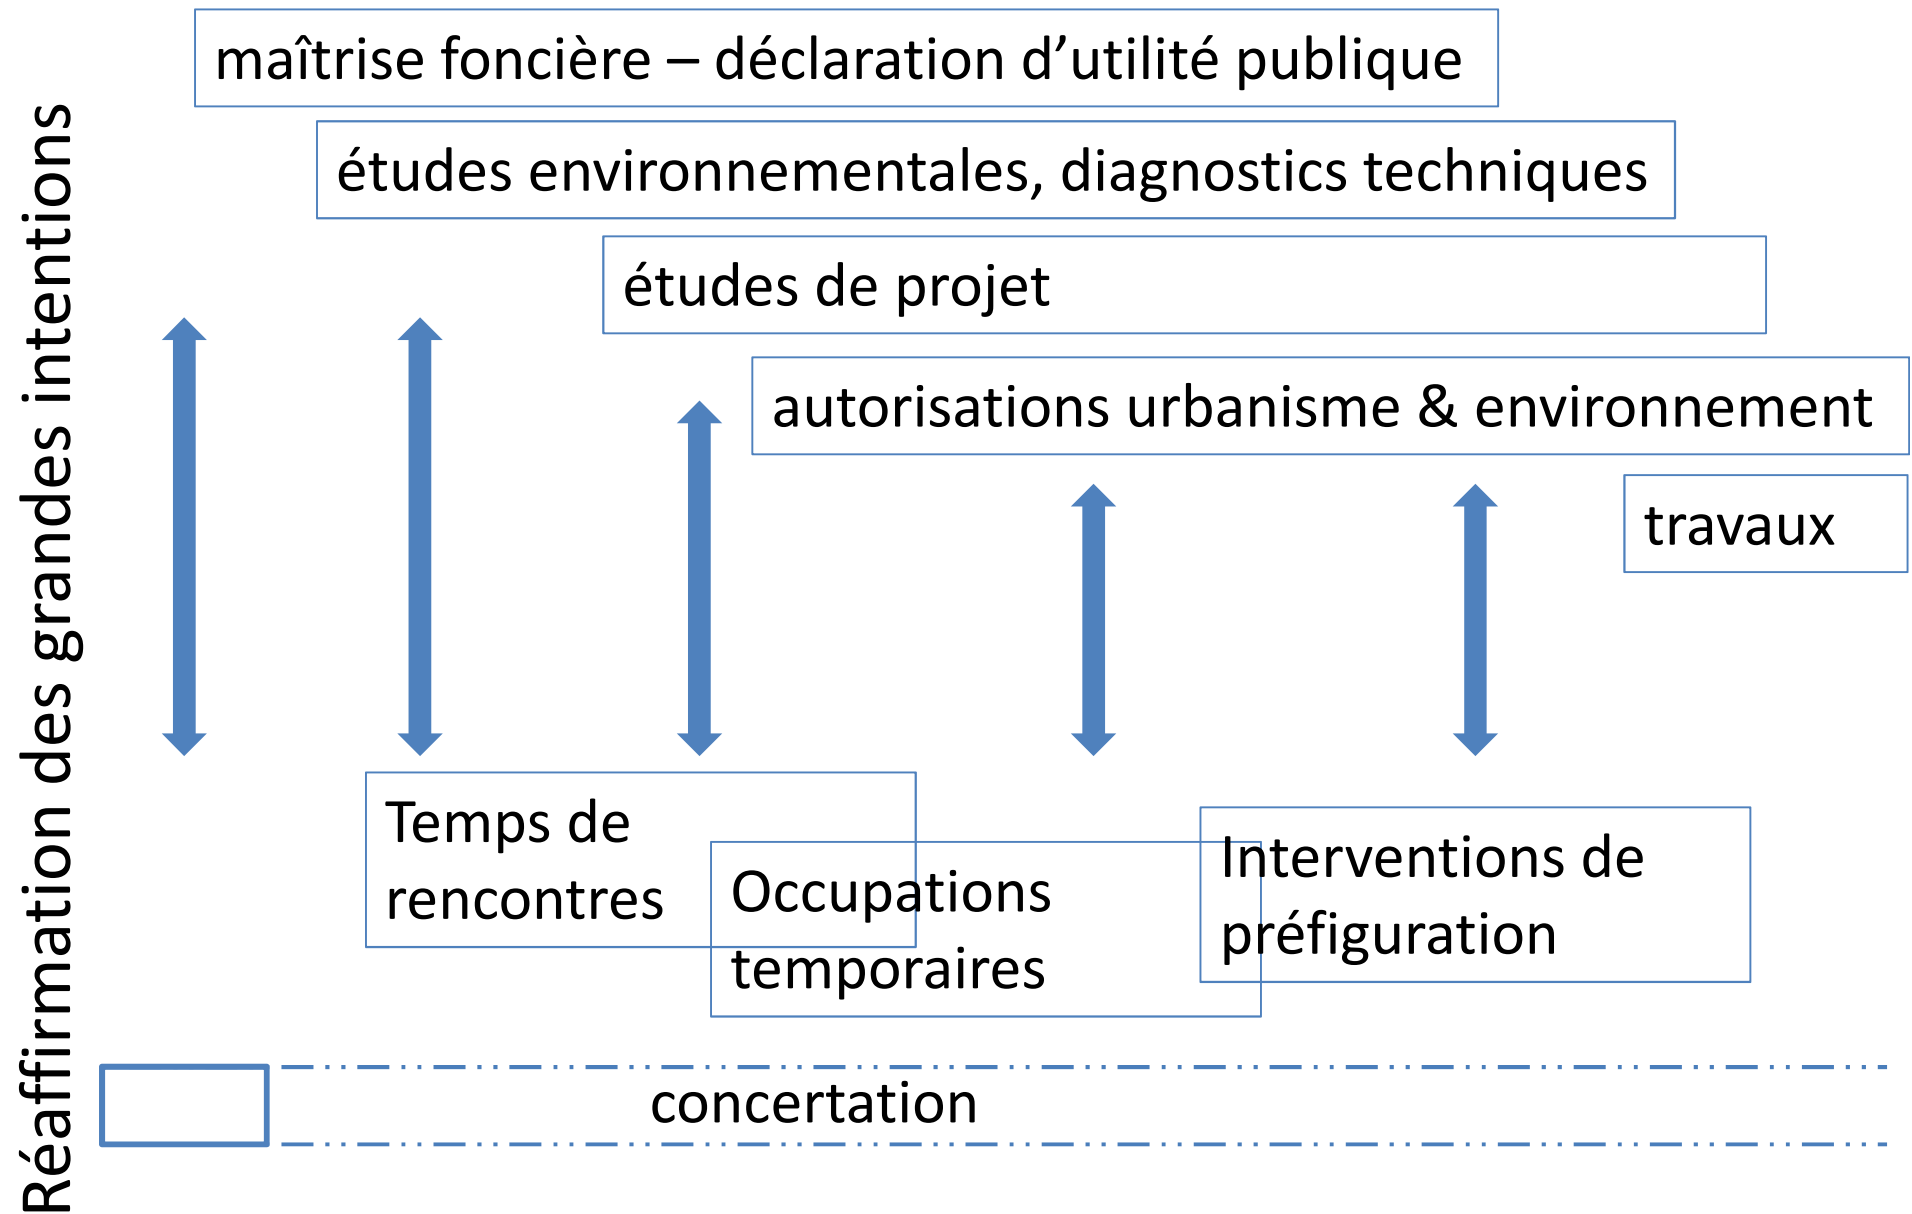 Réaffirmation des grandes intentions
maîtrise foncière – déclaration d’utilité publique
études environnementales, diagnostics techniques
études de projet
autorisations urbanisme & environnement
travaux
Temps de
rencontres
Occupations
temporaires
Interventions de
préfiguration
concertation